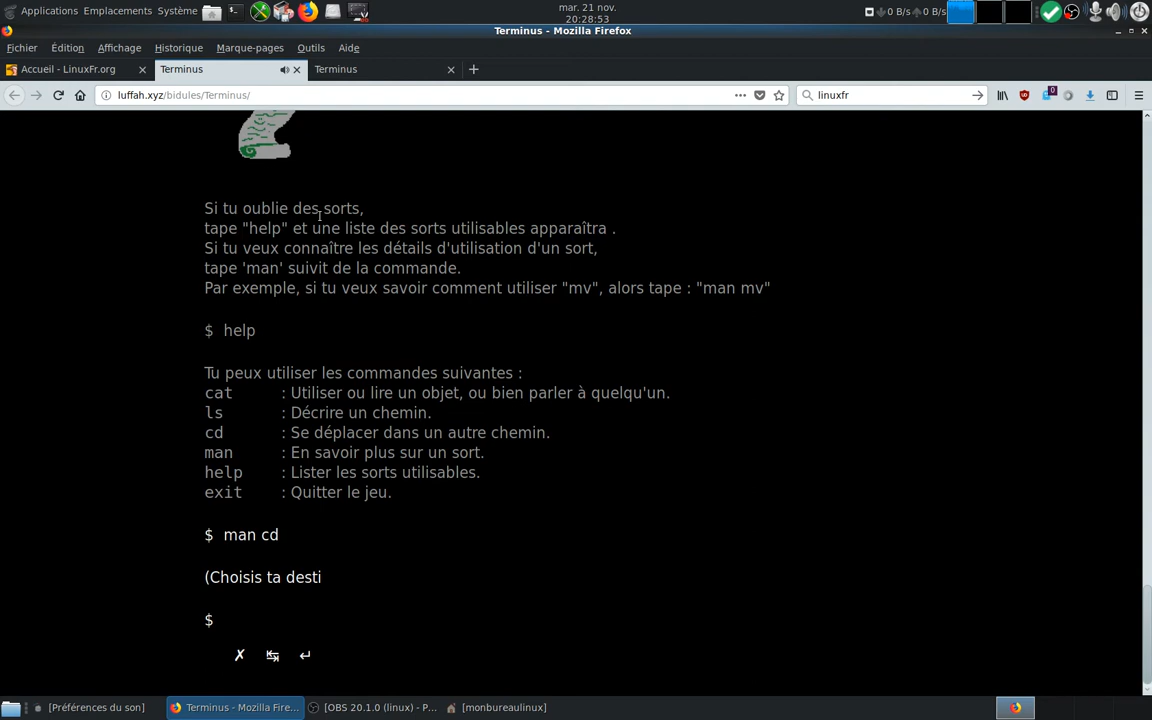 Applications Emplacements Système
mar. 21 nov.
20:28:53
0 B/s 0 B/s
Terminus - Mozilla Firefox
Fichier Édition Affichage Historique Marque-pages Outils Aide
Accueil - LinuxFr.org
Terminus
Terminus
luffah.xyz/bidules/Terminus/
linuxfr
0
Si tu oublie des sorts,
tape "help" et une liste des sorts utilisables apparaîtra .
Si tu veux connaître les détails d'utilisation d'un sort,
tape 'man' suivit de la commande.
Par exemple, si tu veux savoir comment utiliser "mv", alors tape : "man mv"
$ help
Tu peux utiliser les commandes suivantes :
cat : Utiliser ou lire un objet, ou bien parler à quelqu'un.
ls : Décrire un chemin.
cd : Se déplacer dans un autre chemin.
man : En savoir plus sur un sort.
help : Lister les sorts utilisables.
exit : Quitter le jeu.
$ man cd
(Choisis ta desti
$
[Préférences du son] Terminus - Mozilla Fire... [OBS 20.1.0 (linux) - P... [monbureaulinux]